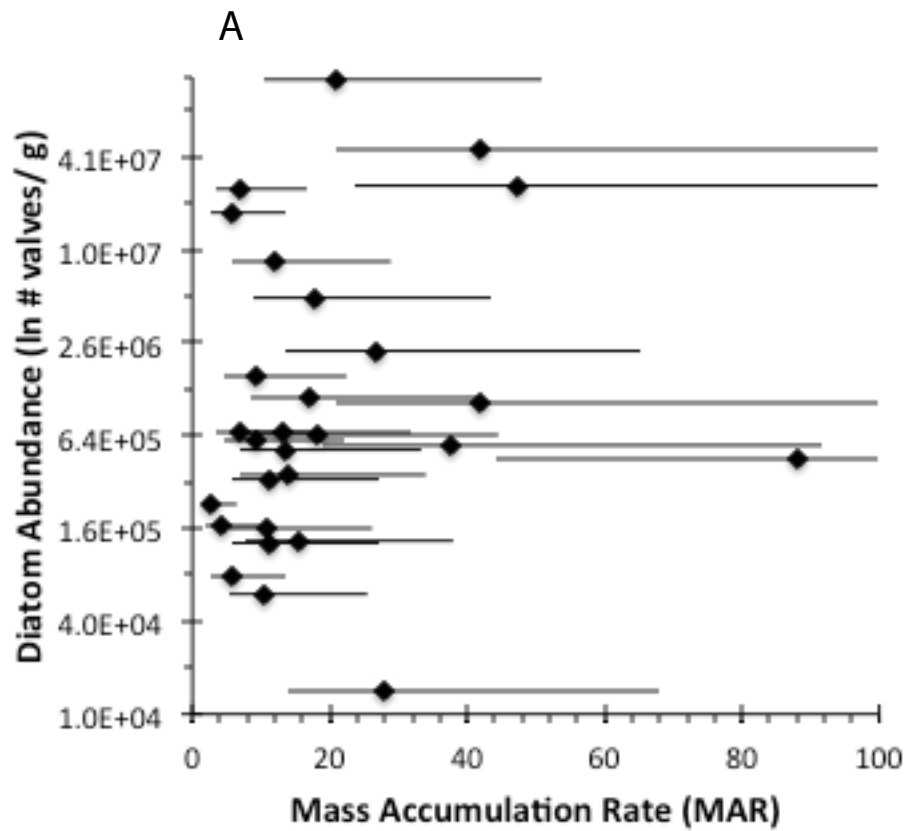 A
Diatom Abundance (ln # valves/ g)
4.1E+07
1.0E+07
2.6E+06
6.4E+05
1.6E+05
4.0E+04
1.0E+04
0 20 40 60 80 100
Mass Accumulation Rate (MAR)